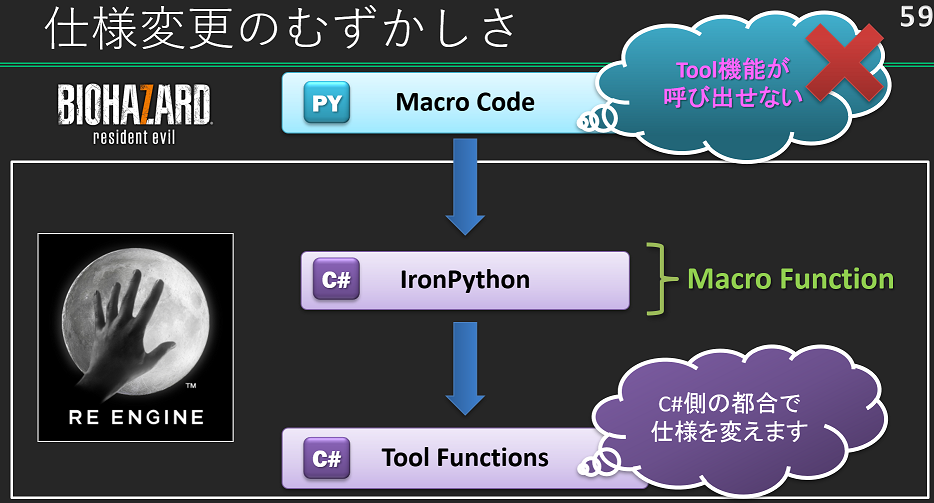 仕様変更のむずかしさ
59
BIOHAZARD
resident evil
PY
Macro Code
Tool機能が
呼び出せない
C#
IronPython
Macro Function
TM
RE ENGINE
C#
Tool Functions
C#側の都合で
仕様を変えます